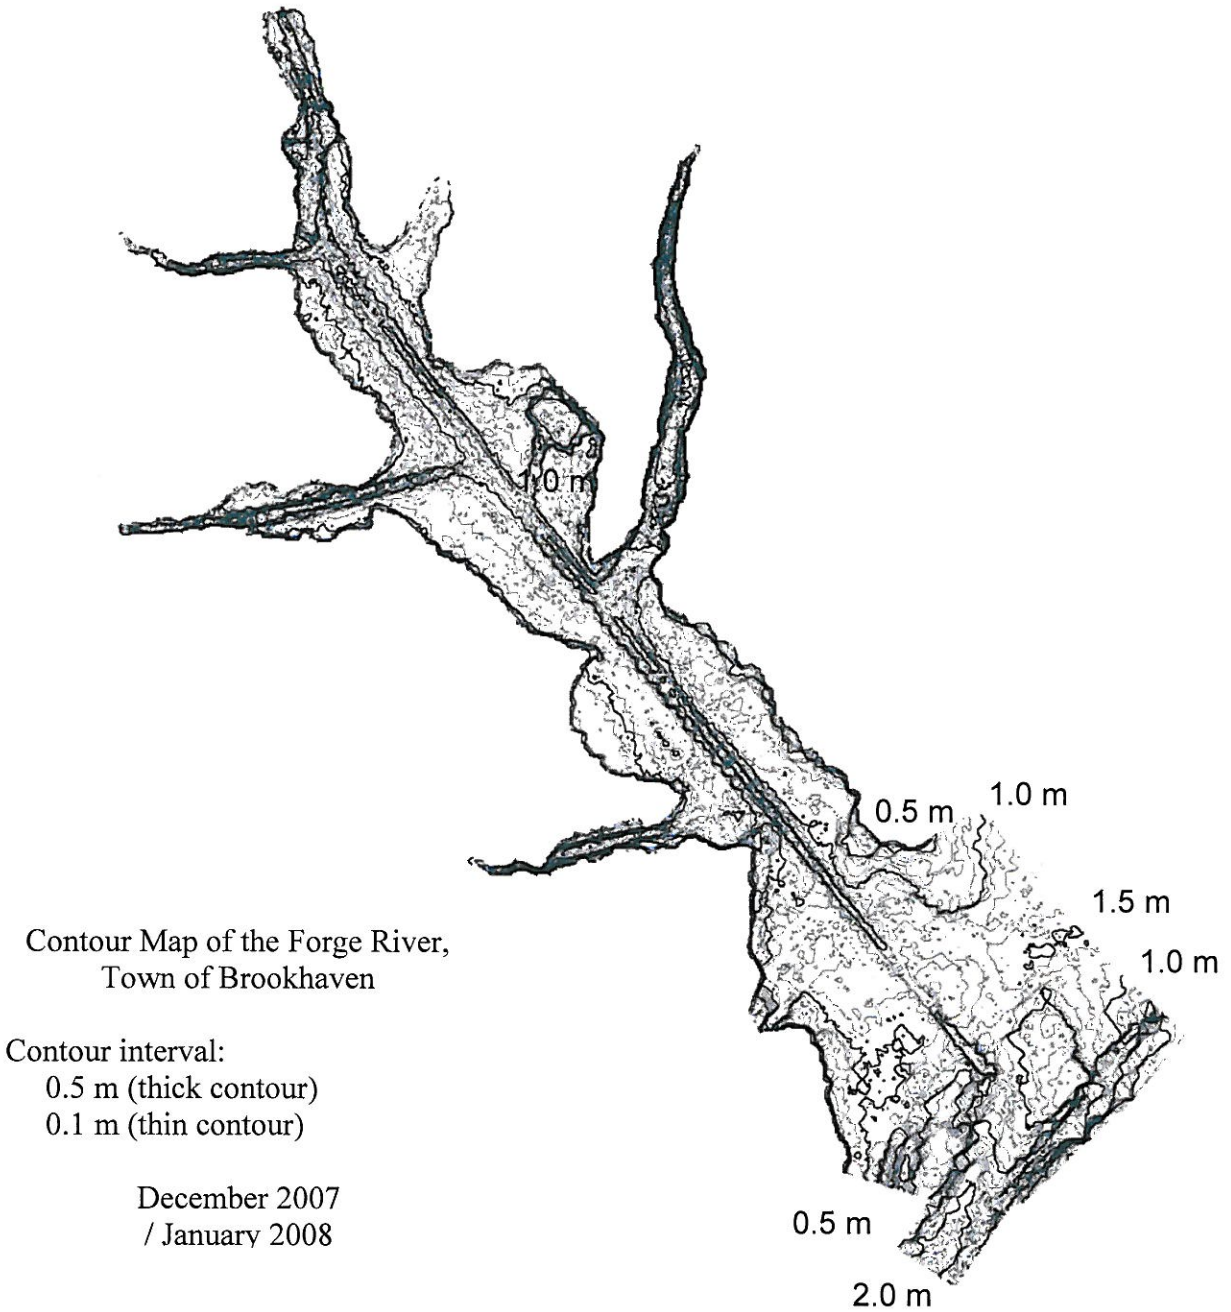 1.0 m
0.5 m
1.0 m
1.5 m
1.0 m
Contour Map of the Forge River,
Town of Brookhaven
Contour interval:
0.5 m (thick contour)
0.1 m (thin contour)
December 2007
/ January 2008
0.5 m
2.0 m